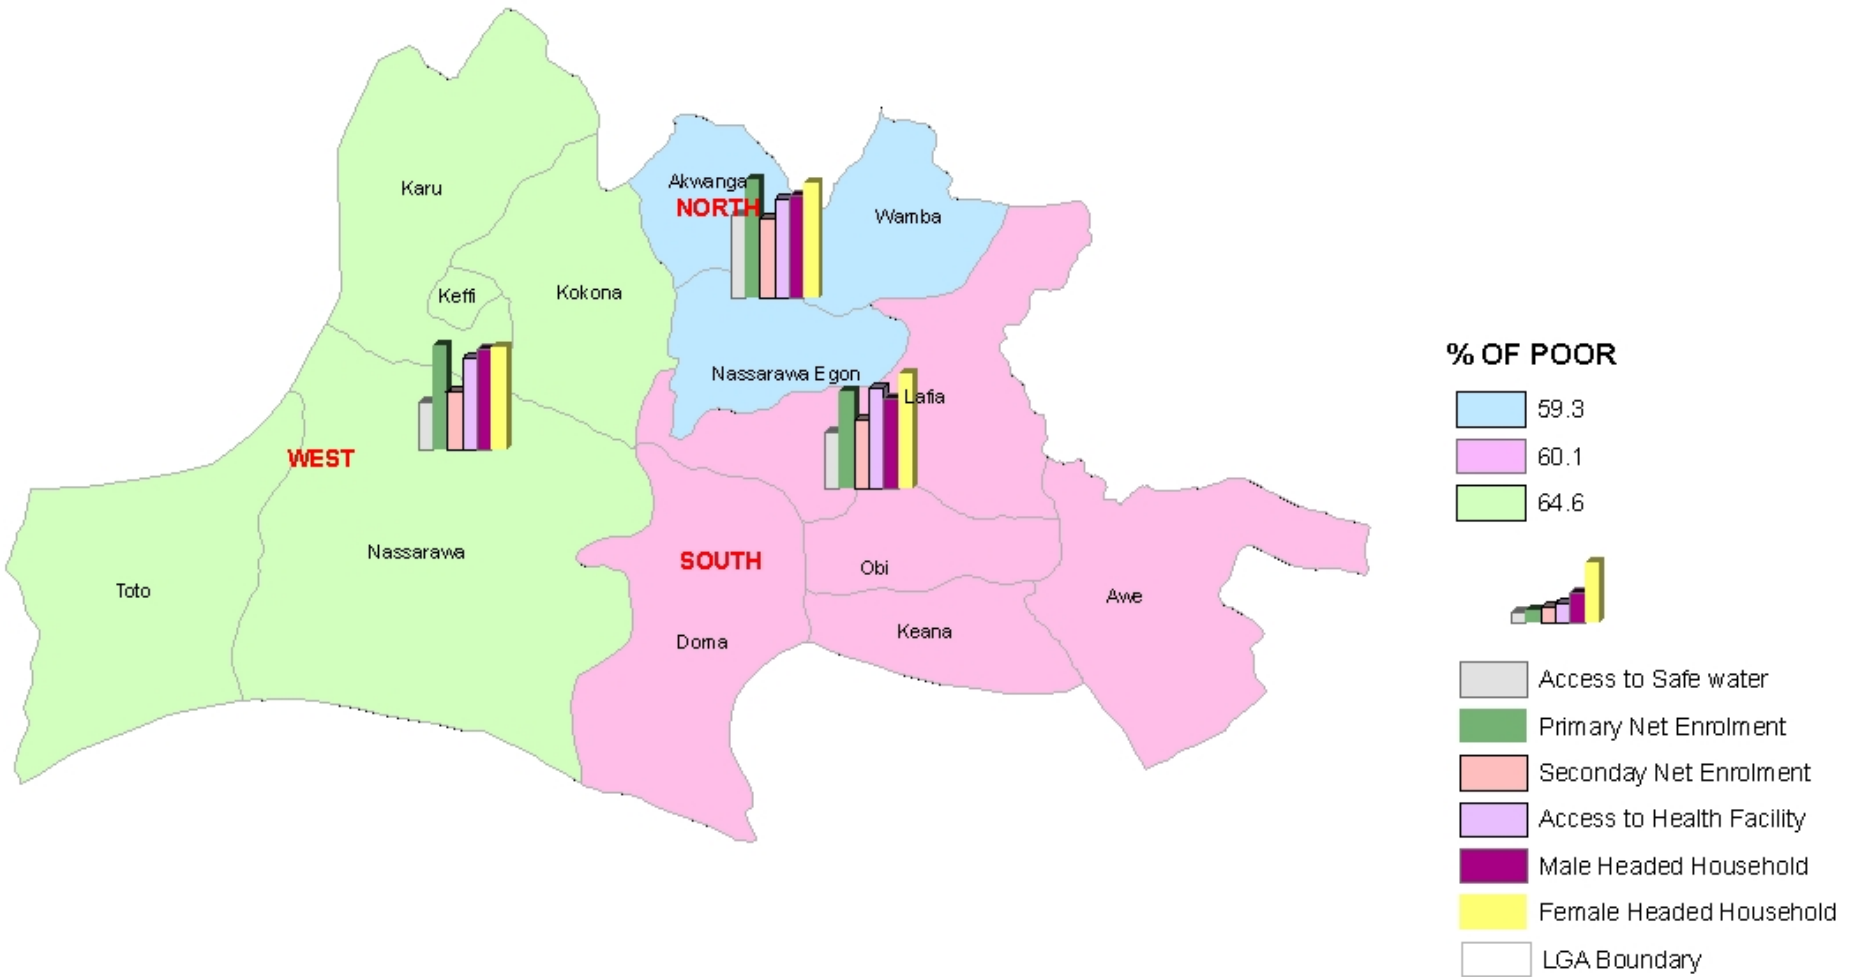 Karu
Akwanga
NORTH
Wamba
Keffi
Kokona
Nassarawa Egon
Lafia
WEST
Nassarawa
SOUTH
Obi
Toto
Awe
Doma
Keana
% OF POOR
59.3
60.1
64.6
Access to Safe water
Primary Net Enrolment
Seconday Net Enrolment
Access to Health Facility
Male Headed Household
Female Headed Household
LGA Boundary